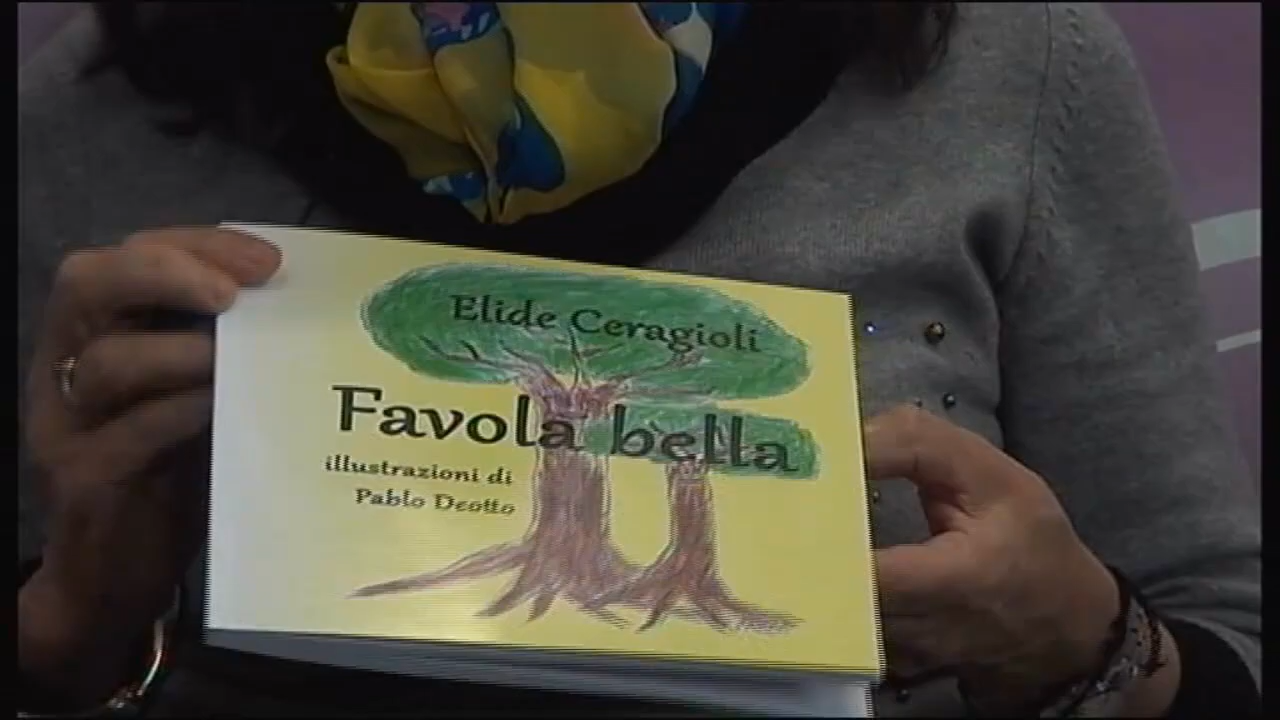 Elide Ceragioli
Favola bella
illustrazioni di
Pablo Deotto